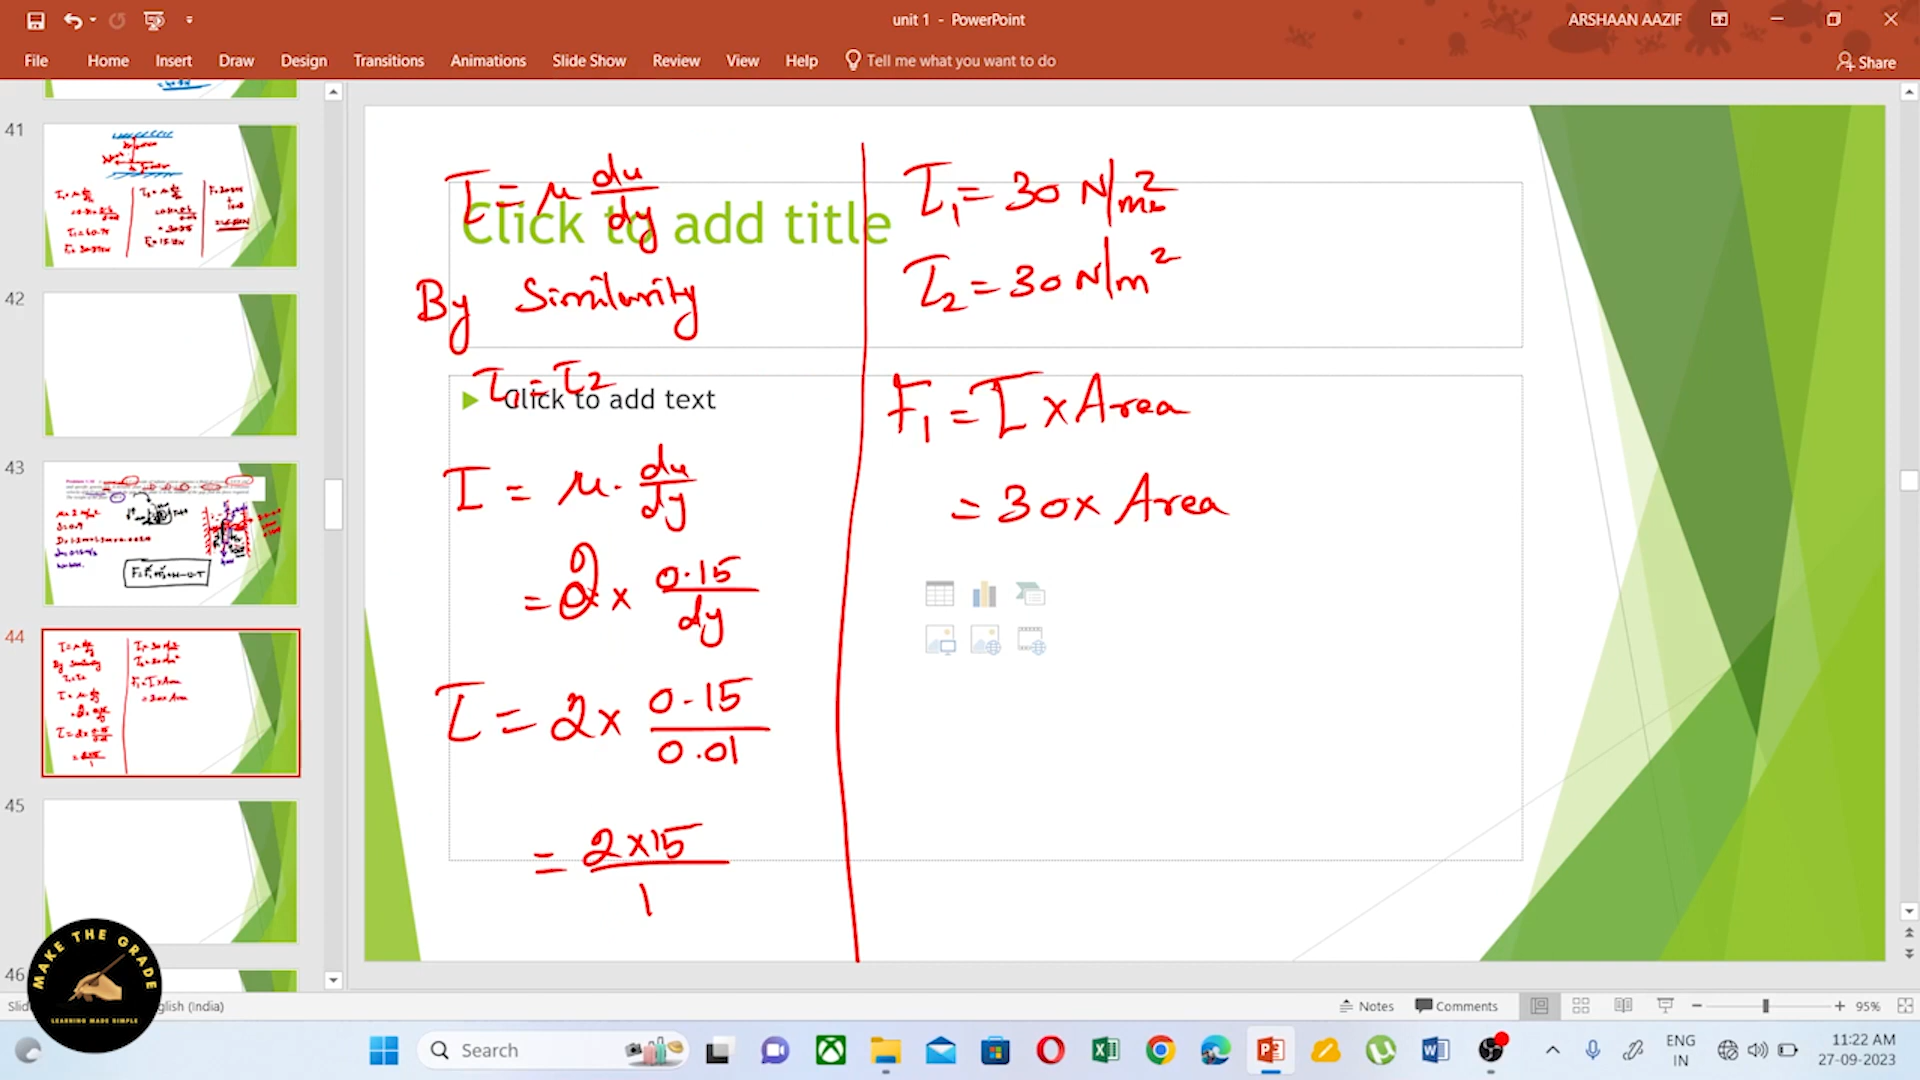 unit 1 - PowerPoint
ARSHAAN AAZIF
File Home Insert Draw Design Transitions Animations Slide Show Review View Help Tell me what you want to do
Share
41
42
43
44
45
46
τ = μ du/dy
Click to add title
By Similarity
τ1 = τ2
Click to add text
τ = μ · du/dy
= 2 × 0.15/dy
τ = 2 × 0.15/0.01
= 2×15/1
τ1 = 30 N/m2
τ2 = 30 N/m2
F1 = τ × Area
= 30 × Area
MAKE THE GRADE
LEARNING MADE SIMPLE
glish (India)
Notes
Comments
95%
Search
ENG
IN
11:22 AM
27-09-2023